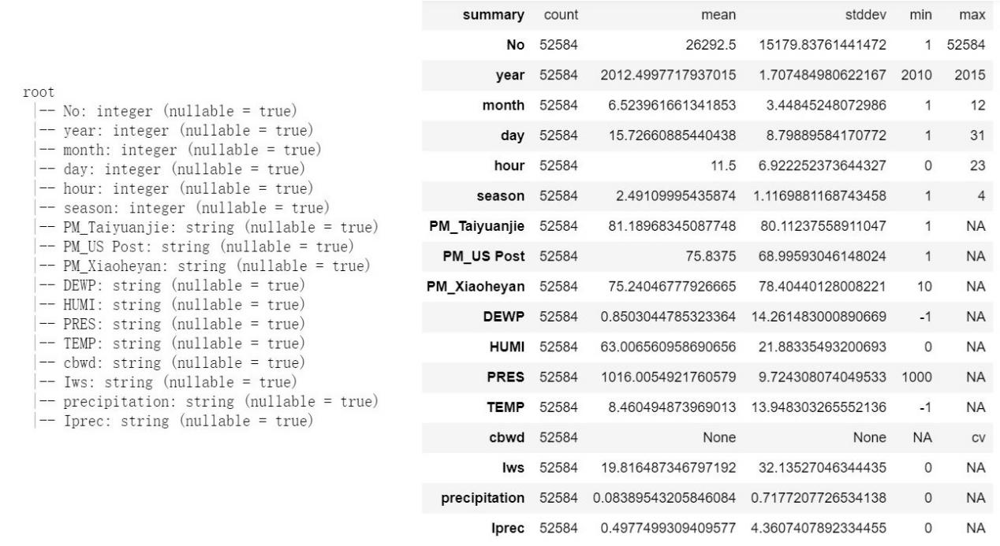 root
|-- No: integer (nullable = true)
|-- year: integer (nullable = true)
|-- month: integer (nullable = true)
|-- day: integer (nullable = true)
|-- hour: integer (nullable = true)
|-- season: integer (nullable = true)
|-- PM_Taiyuanjie: string (nullable = true)
|-- PM_US Post: string (nullable = true)
|-- PM_Xiaoheyan: string (nullable = true)
|-- DEWP: string (nullable = true)
|-- HUMI: string (nullable = true)
|-- PRES: string (nullable = true)
|-- TEMP: string (nullable = true)
|-- cbwd: string (nullable = true)
|-- Iws: string (nullable = true)
|-- precipitation: string (nullable = true)
|-- Iprec: string (nullable = true)
summary count mean stddev min max
No 52584 26292.5 15179.83761441472 1 52584
year 52584 2012.4997717937015 1.707484980622167 2010 2015
month 52584 6.523961661341853 3.44845248072986 1 12
day 52584 15.72660885440438 8.79889584170772 1 31
hour 52584 11.5 6.922252373644327 0 23
season 52584 2.49109995435874 1.1169881168743458 1 4
PM_Taiyuanjie 52584 81.18968345087748 80.11237558911047 1 NA
PM_US Post 52584 75.8375 68.99593046148024 1 NA
PM_Xiaoheyan 52584 75.24046777926665 78.40440128008221 10 NA
DEWP 52584 0.8503044785323364 14.261483000890669 -1 NA
HUMI 52584 63.006560958690656 21.88335493200693 0 NA
PRES 52584 1016.0054921760579 9.724308074049533 1000 NA
TEMP 52584 8.460494873969013 13.948303265552136 -1 NA
cbwd 52584 None None NA cv
Iws 52584 19.816487346797192 32.13527046344435 0 NA
precipitation 52584 0.08389543205846084 0.7177207726534138 0 NA
Iprec 52584 0.4977499309409577 4.3607407892334455 0 NA